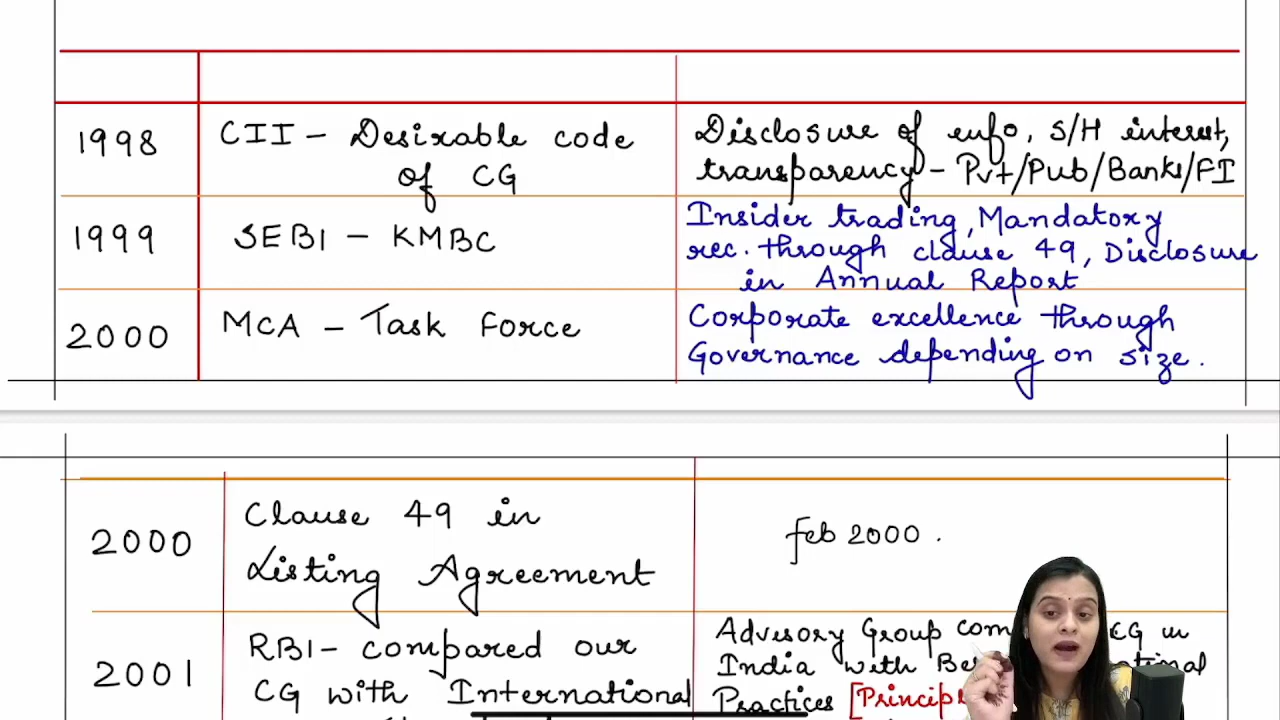 1998
CII - Desirable code
of CG
Disclosure of info, S/H interest,
transparency - Pvt/Pub/Banks/FI
1999
SEBI - KMBC
Insider trading, Mandatory
rec. through clause 49, Disclosure
in Annual Report
2000
MCA - Task Force
Corporate excellence through
Governance depending on size.
2000
Clause 49 in
Listing Agreement
Feb 2000.
2001
RBI - compared our
CG with International
Advisory Group com
CG in
India with
Practices [Princip